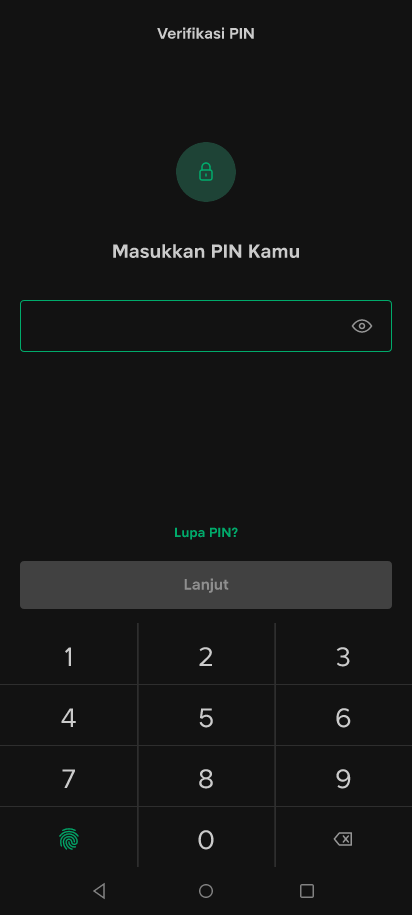 Verifikasi PIN
Masukkan PIN Kamu
Lupa PIN?
Lanjut
1 2 3
4 5 6
7 8 9
0